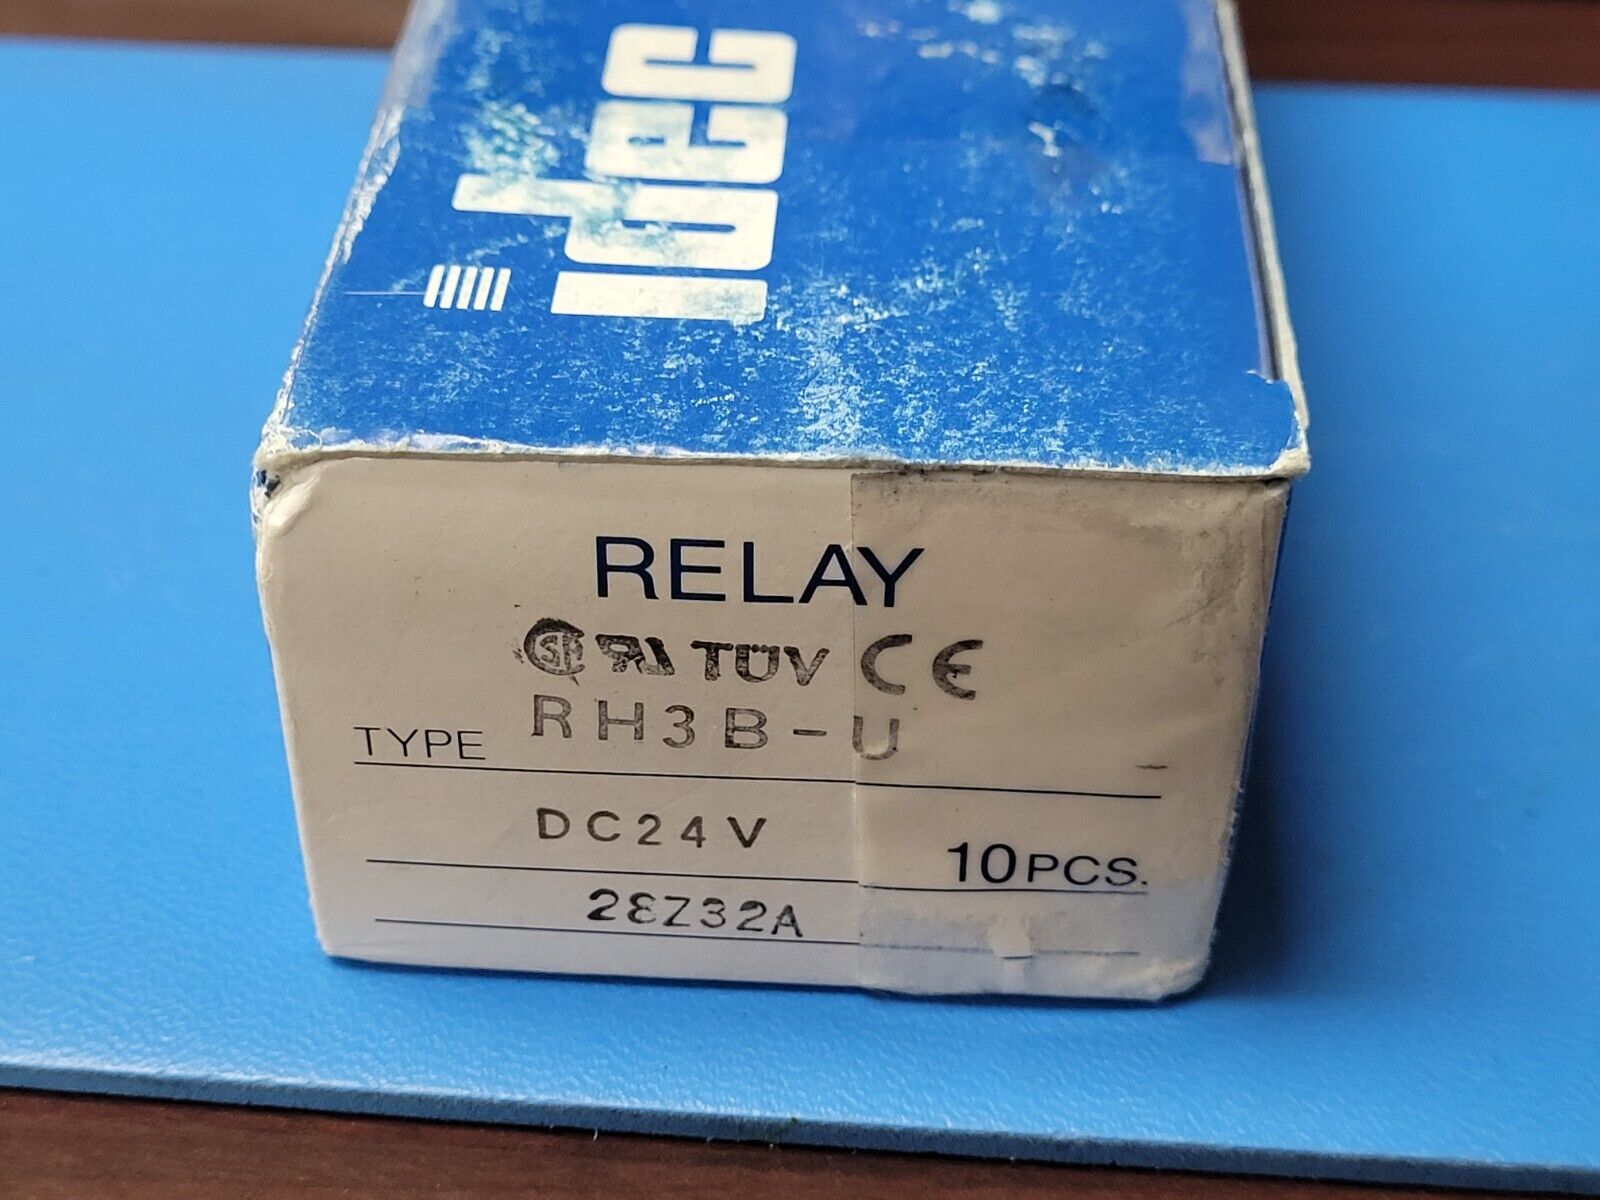 idec
RELAY
TÜV CE
TYPE RH3B-U
DC24V 10PCS.
28Z32A